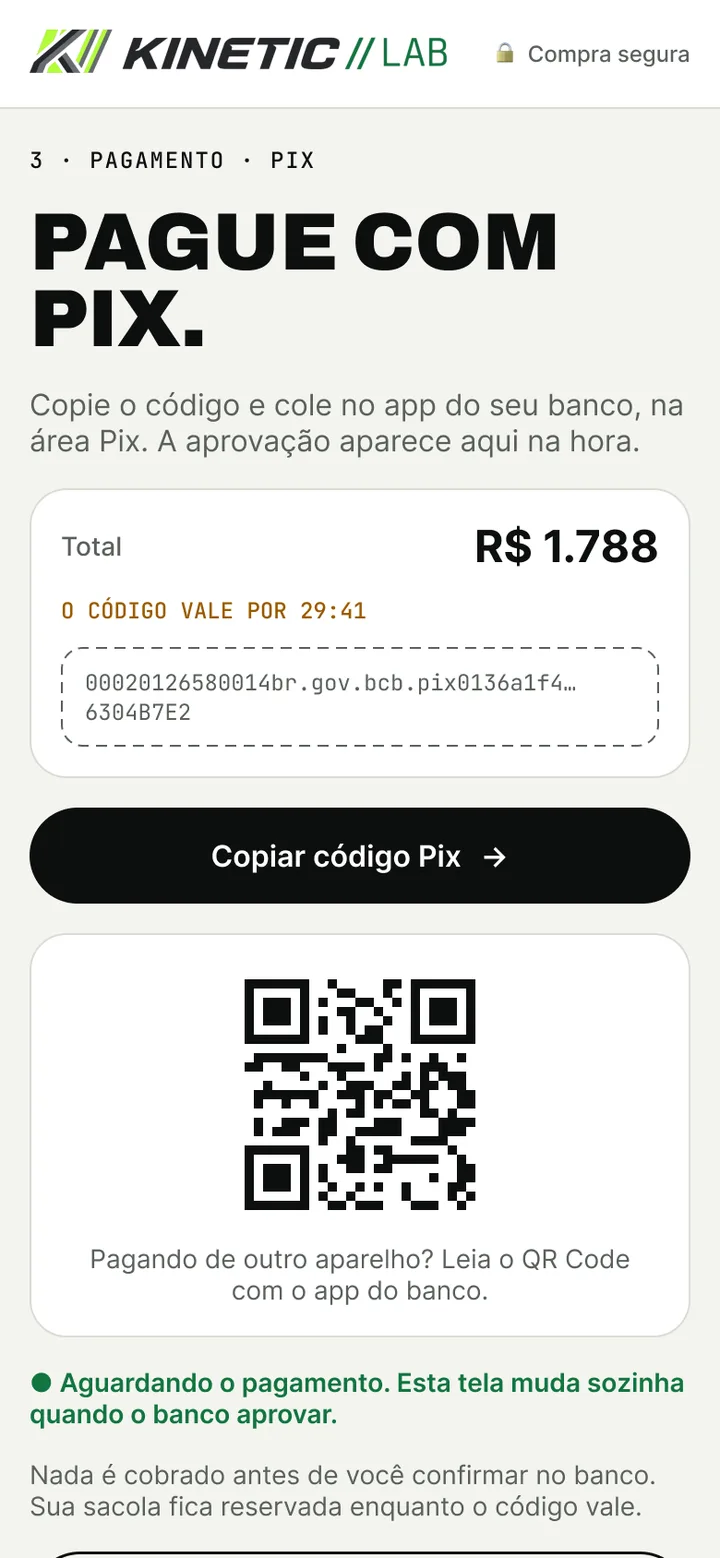 KINETIC//LAB
Compra segura
3 · PAGAMENTO · PIX
PAGUE COM
PIX.
Copie o código e cole no app do seu banco, na
área Pix. A aprovação aparece aqui na hora.
Total
R$ 1.788
O CÓDIGO VALE POR 29:41
00020126580014br.gov.bcb.pix0136a1f4…
6304B7E2
Copiar código Pix →
Pagando de outro aparelho? Leia o QR Code
com o app do banco.
● Aguardando o pagamento. Esta tela muda sozinha
quando o banco aprovar.
Nada é cobrado antes de você confirmar no banco.
Sua sacola fica reservada enquanto o código vale.